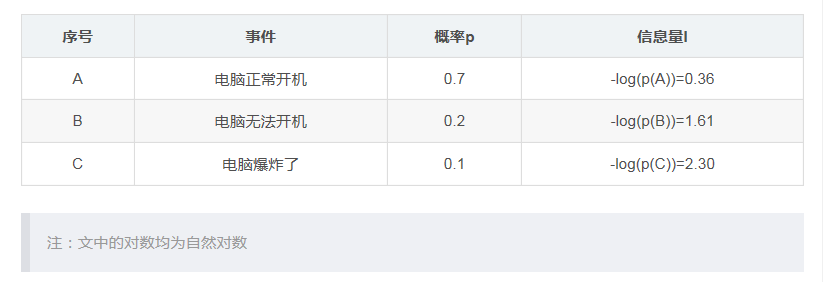 序号 事件 概率p 信息量I
A 电脑正常开机 0.7 -log(p(A))=0.36
B 电脑无法开机 0.2 -log(p(B))=1.61
C 电脑爆炸了 0.1 -log(p(C))=2.30
注：文中的对数均为自然对数